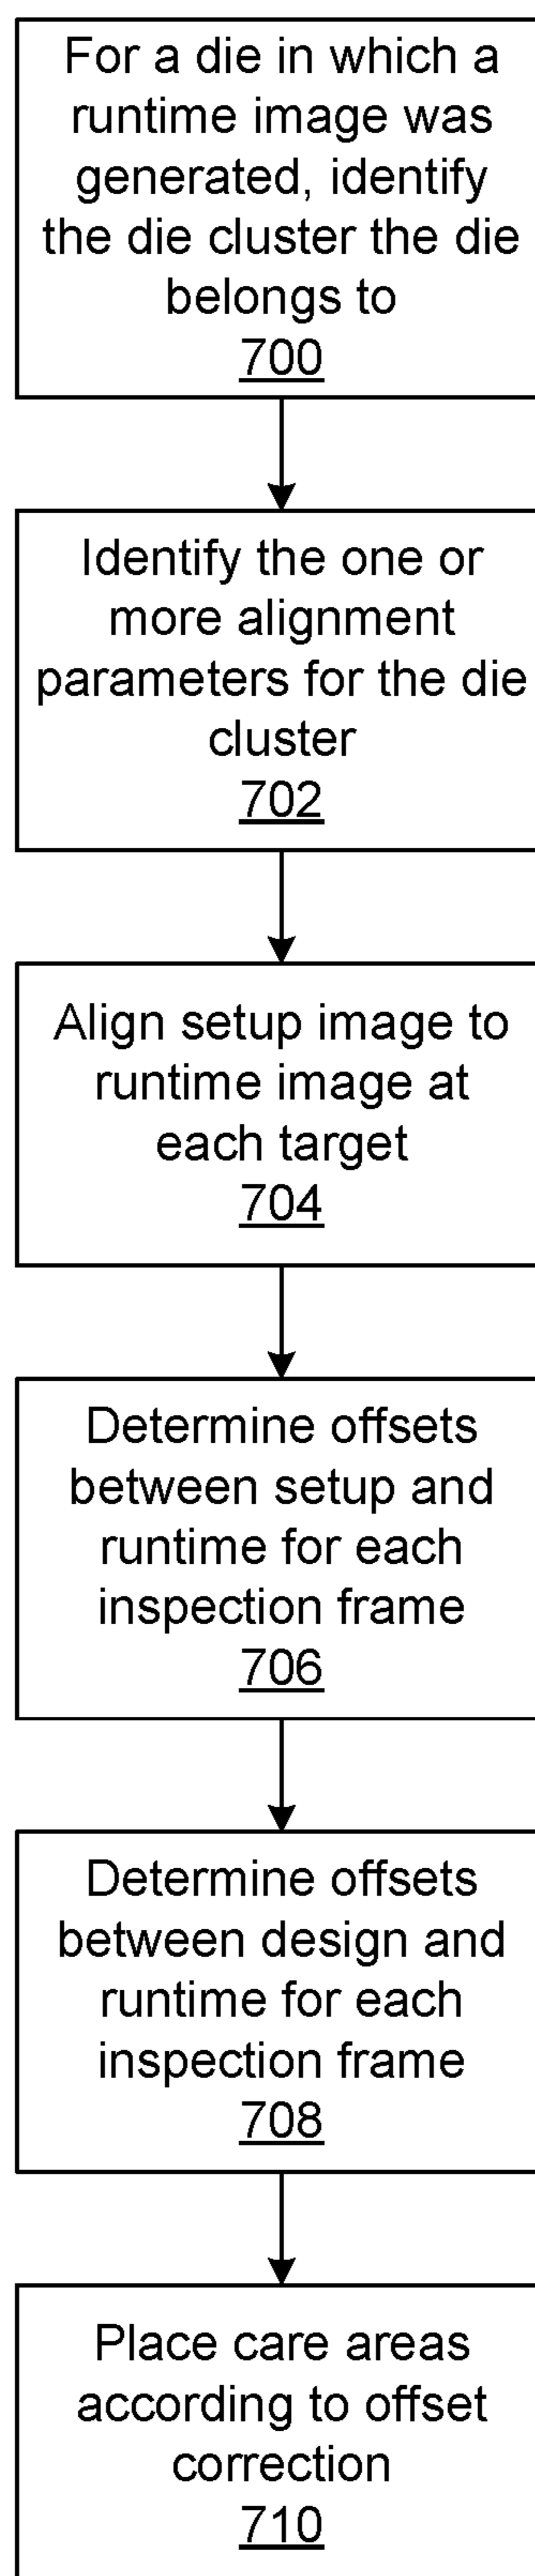 For a die in which a
runtime image was
generated, identify
the die cluster the die
belongs to
700
Identify the one or
more alignment
parameters for the die
cluster
702
Align setup image to
runtime image at
each target
704
Determine offsets
between setup and
runtime for each
inspection frame
706
Determine offsets
between design and
runtime for each
inspection frame
708
Place care areas
according to offset
correction
710